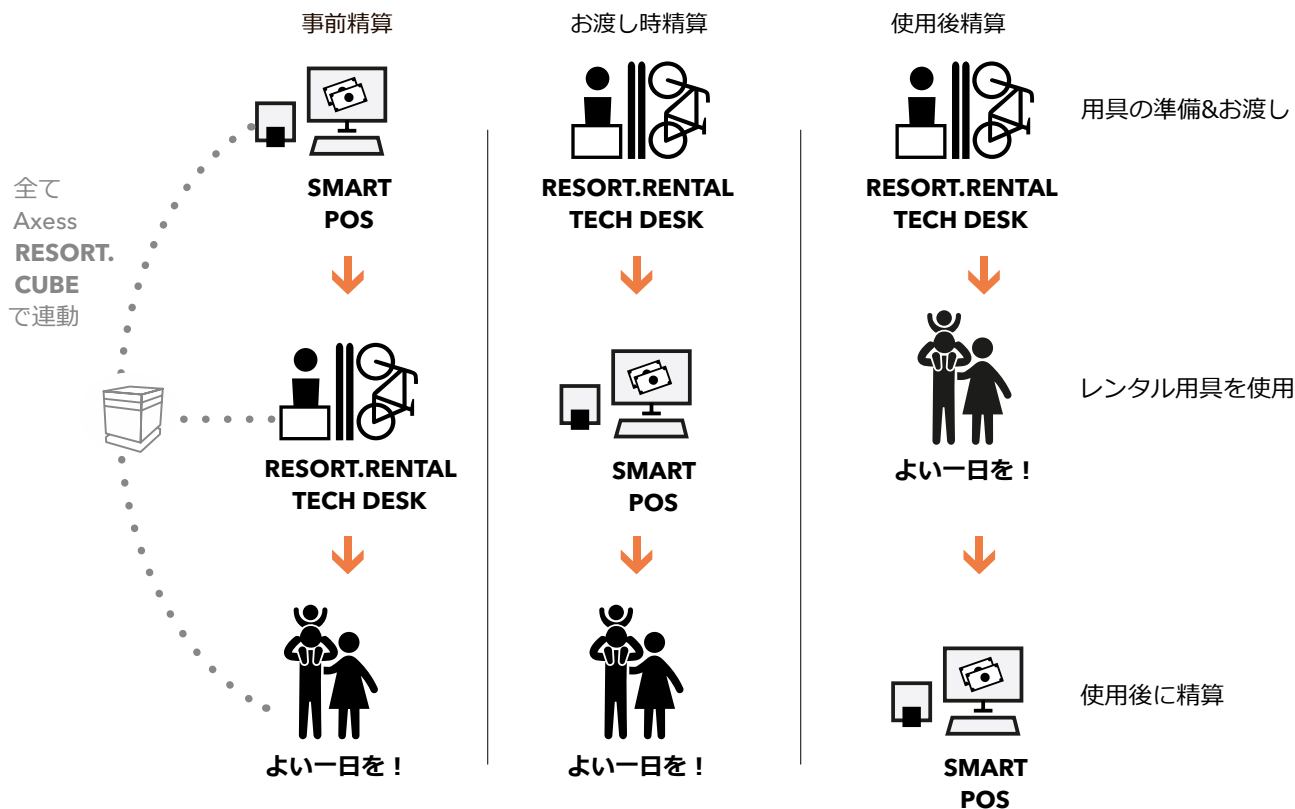 事前精算
お渡し時精算
使用後精算
用具の準備&お渡し
SMART
POS
RESORT.RENTAL
TECH DESK
RESORT.RENTAL
TECH DESK
全て
Axess
RESORT.
CUBE
で連動
RESORT.RENTAL
TECH DESK
SMART
POS
よい一日を！
レンタル用具を使用
よい一日を！
よい一日を！
SMART
POS
使用後に精算